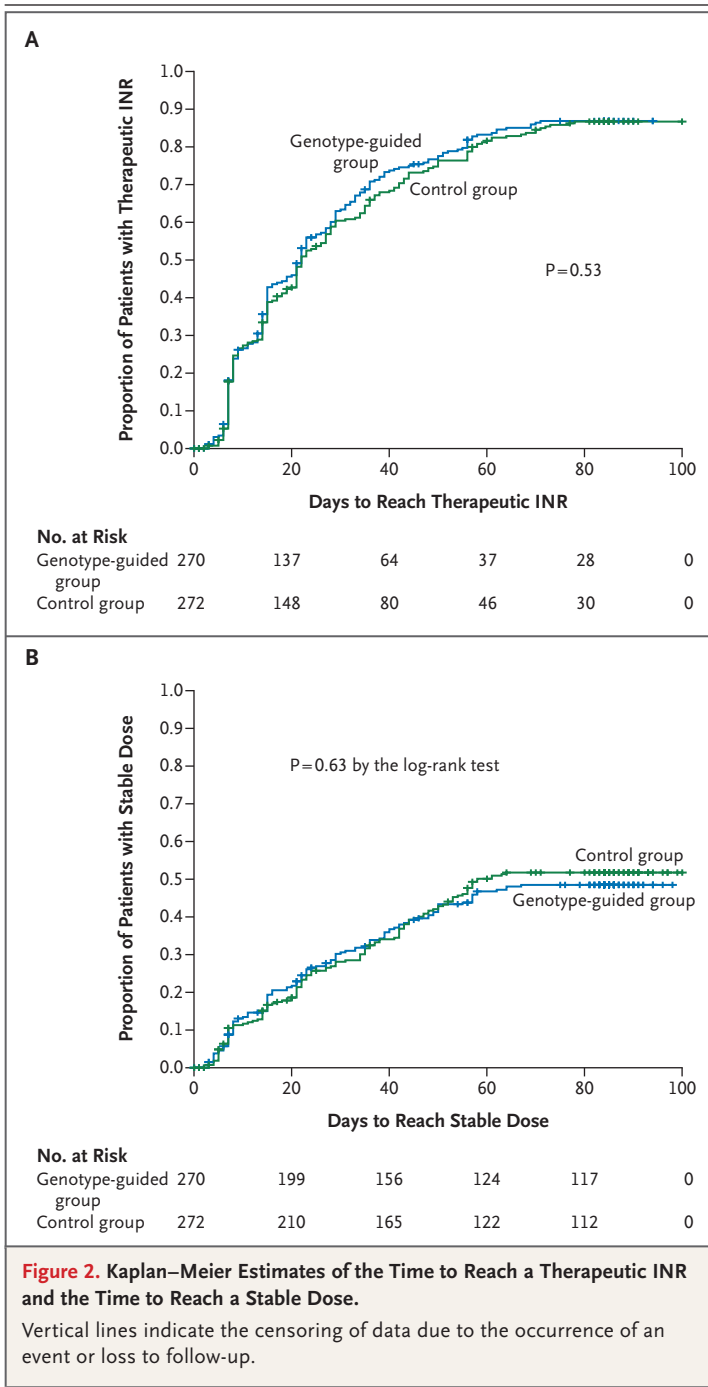 A
Proportion of Patients with Therapeutic INR
1.0
0.9
0.8
0.7
0.6
0.5
0.4
0.3
0.2
0.1
0.0
Genotype-guided
group
Control group
P=0.53
0 20 40 60 80 100
Days to Reach Therapeutic INR
No. at Risk
Genotype-guided 270 137 64 37 28 0
group
Control group 272 148 80 46 30 0
B
Proportion of Patients with Stable Dose
1.0
0.9
0.8
0.7
0.6
0.5
0.4
0.3
0.2
0.1
0.0
P=0.63 by the log-rank test
Control group
Genotype-guided group
0 20 40 60 80 100
Days to Reach Stable Dose
No. at Risk
Genotype-guided 270 199 156 124 117 0
group
Control group 272 210 165 122 112 0
Figure 2. Kaplan–Meier Estimates of the Time to Reach a Therapeutic INR
and the Time to Reach a Stable Dose.
Vertical lines indicate the censoring of data due to the occurrence of an
event or loss to follow-up.